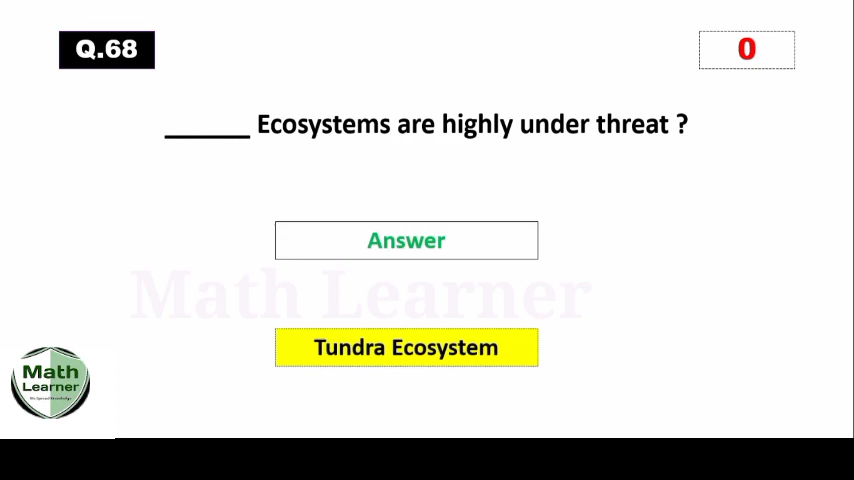 Q.68
0
______ Ecosystems are highly under threat ?
Answer
Math Learner
Tundra Ecosystem
Math
Learner